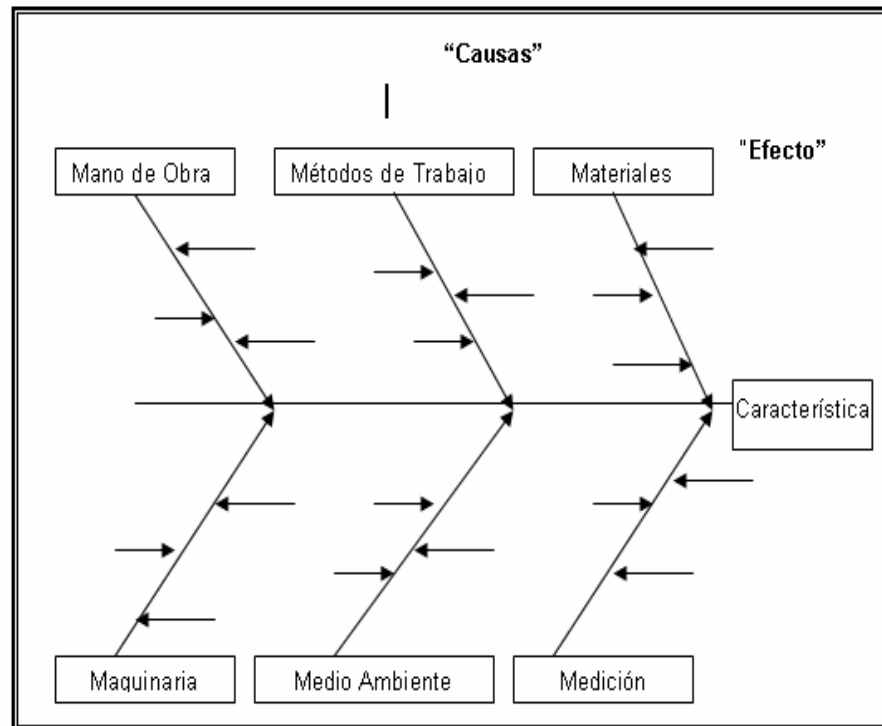 “Causas”
"Efecto”
Mano de Obra
Métodos de Trabajo
Materiales
Característica
Maquinaria
Medio Ambiente
Medición